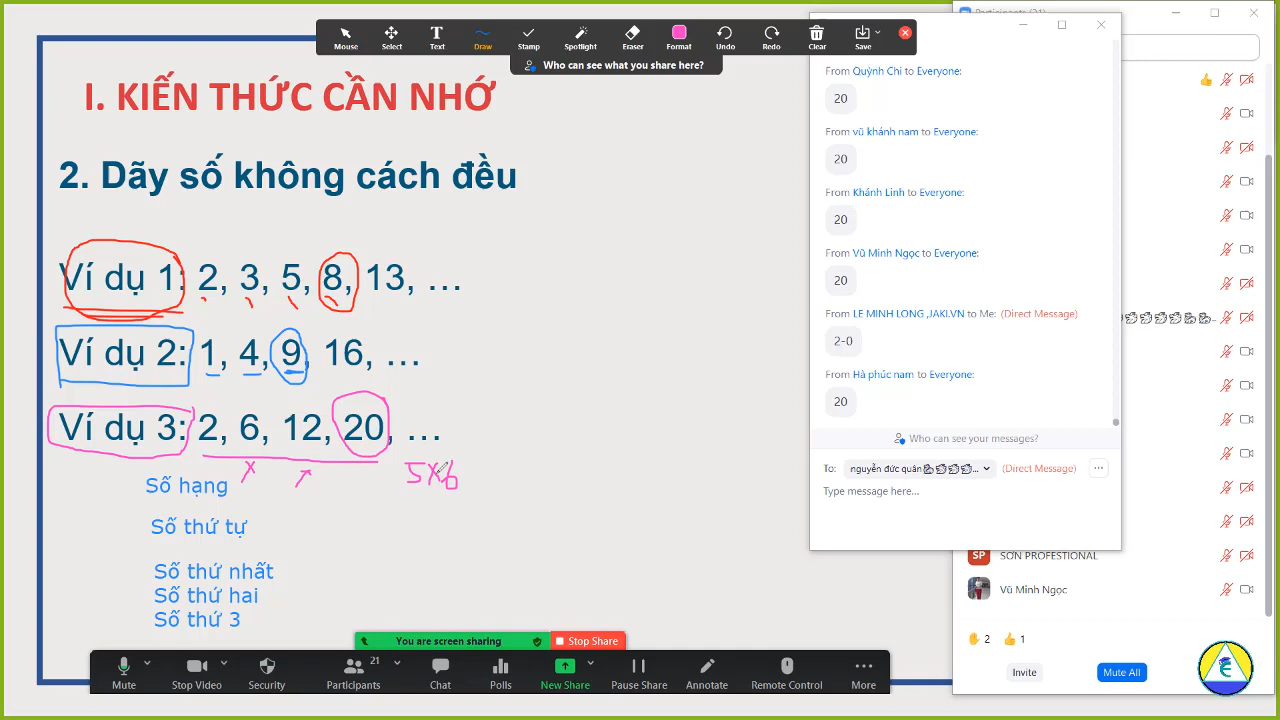 Mouse
Select
Text
Draw
Stamp
Spotlight
Eraser
Format
Undo
Redo
Clear
Save
Who can see what you share here?
I. KIẾN THỨC CẦN NHỚ
2. Dãy số không cách đều
Ví dụ 1: 2, 3, 5, 8, 13, …
Ví dụ 2: 1, 4, 9, 16, …
Ví dụ 3: 2, 6, 12, 20, …
5x6
Số hạng
Số thứ tự
Số thứ nhất
Số thứ hai
Số thứ 3
From Quỳnh Chi to Everyone:
20
From vũ khánh nam to Everyone:
20
From Khánh Linh to Everyone:
20
From Vũ Minh Ngọc to Everyone:
20
From LE MINH LONG ,JAKI.VN to Me: (Direct Message)
2-0
From Hà phúc nam to Everyone:
20
Who can see your messages?
To: nguyễn đức quán... (Direct Message)
Type message here...
Participants (21)
SP SƠN PROFESTIONAL
Vũ Minh Ngọc
2 1
Invite
Mute All
You are screen sharing
Stop Share
Mute
Stop Video
Security
21
Participants
Chat
Polls
New Share
Pause Share
Annotate
Remote Control
More